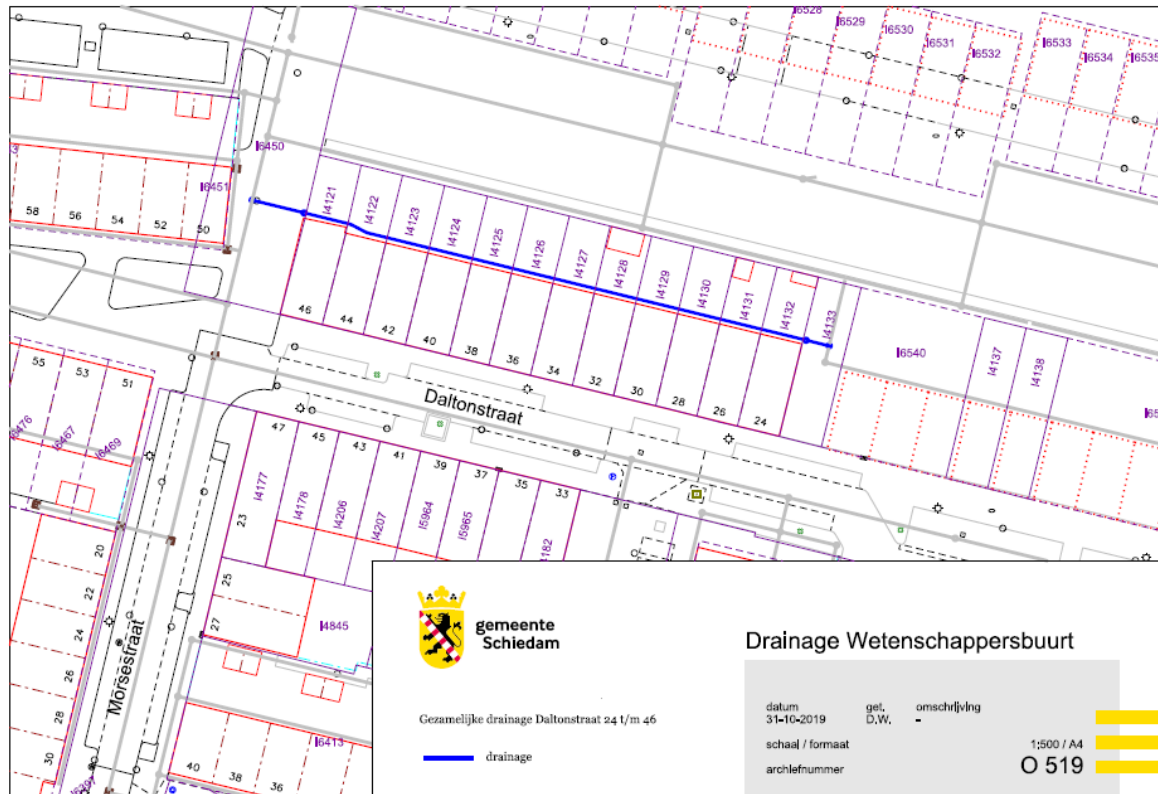 I6528
I6529
I6530
I6531
I6532
I6533
I6534
I6535
I6450
I6451
58
56
54
52
50
I4121
I4122
I4123
I4124
I4125
I4126
I4127
I4128
I4129
I4130
I4131
I4132
I4133
I6540
I4137
I4138
46
44
42
40
38
36
34
32
30
28
26
24
Daltonstraat
55
53
51
I6476
I6467
I6469
47
45
43
41
39
37
35
33
I4177
I4178
I4206
I4207
I5964
I5965
23
25
27
I4845
20
22
24
26
28
30
Morsestraat
I6413
40
38
36
34
gemeente
Schiedam
Gezamelijke drainage Daltonstraat 24 t/m 46
drainage
Drainage Wetenschappersbuurt
datum get. omschrijving
31-10-2019 D.W. -
schaal / formaat 1:500 / A4
archiefnummer O 519